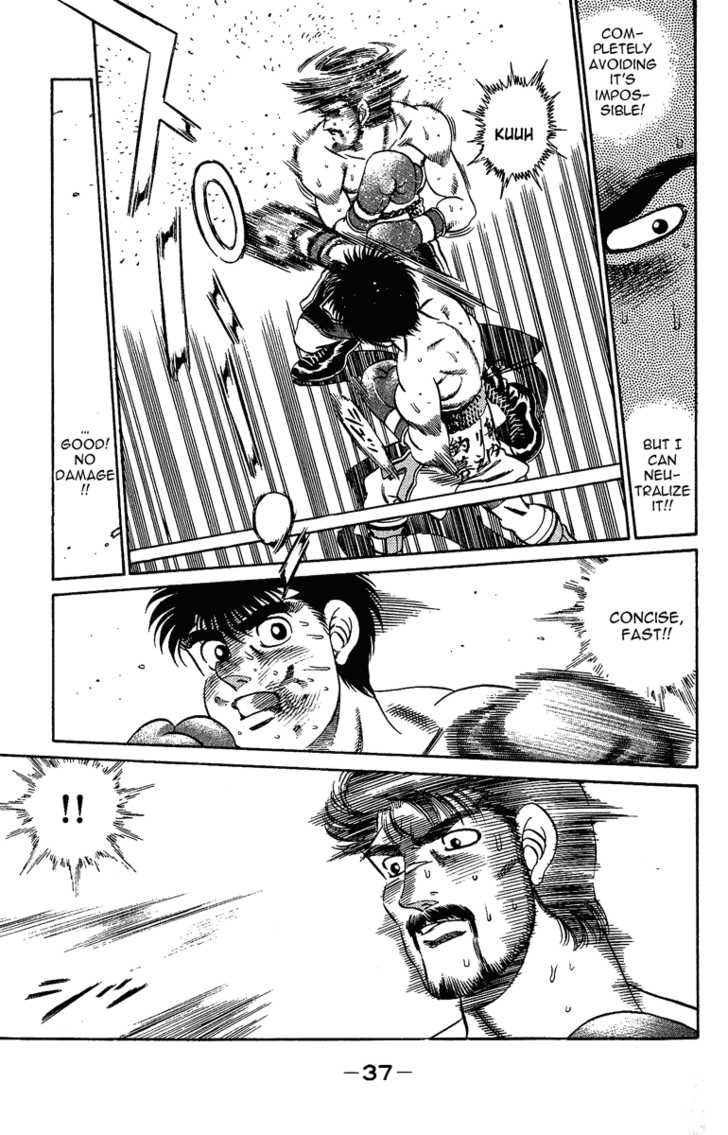 COM-
PLETELY
AVOIDING
IT'S
IMPOS-
SIBLE!
BUT I
CAN
NEU-
TRALIZE
IT!!
KUUH
...
GOOD!
NO
DAMAGE
!!
CONCISE,
FAST!!
!!
-37-